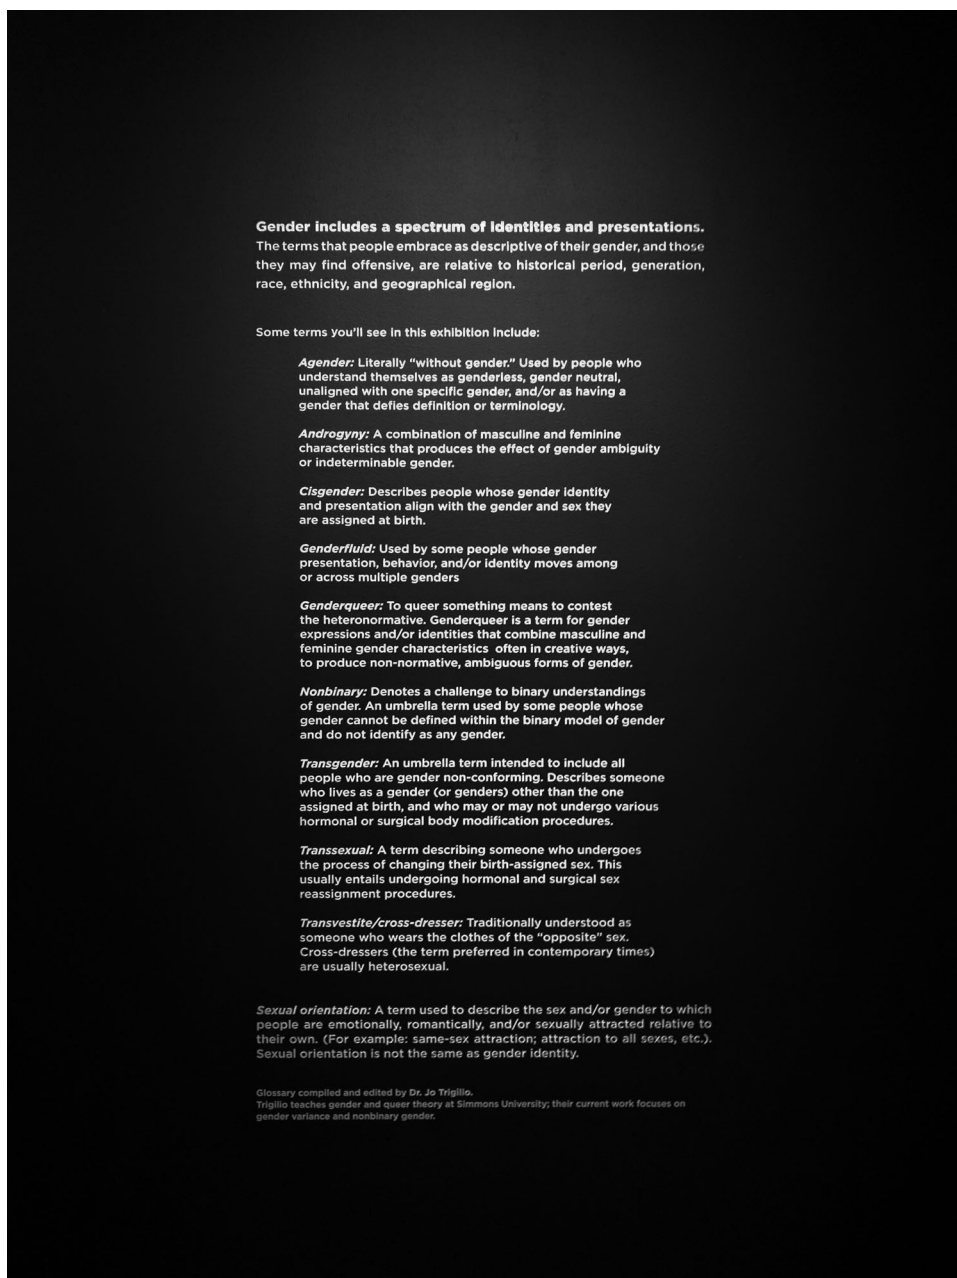 Gender includes a spectrum of identities and presentations.
The terms that people embrace as descriptive of their gender, and those
they may find offensive, are relative to historical period, generation,
race, ethnicity, and geographical region.
Some terms you'll see in this exhibition include:
Agender: Literally “without gender.” Used by people who
understand themselves as genderless, gender neutral,
unaligned with one specific gender, and/or as having a
gender that defies definition or terminology.
Androgyny: A combination of masculine and feminine
characteristics that produces the effect of gender ambiguity
or indeterminable gender.
Cisgender: Describes people whose gender identity
and presentation align with the gender and sex they
are assigned at birth.
Genderfluid: Used by some people whose gender
presentation, behavior, and/or identity moves among
or across multiple genders
Genderqueer: To queer something means to contest
the heteronormative. Genderqueer is a term for gender
expressions and/or identities that combine masculine and
feminine gender characteristics often in creative ways,
to produce non-normative, ambiguous forms of gender.
Nonbinary: Denotes a challenge to binary understandings
of gender. An umbrella term used by some people whose
gender cannot be defined within the binary model of gender
and do not identify as any gender.
Transgender: An umbrella term intended to include all
people who are gender non-conforming. Describes someone
who lives as a gender (or genders) other than the one
assigned at birth, and who may or may not undergo various
hormonal or surgical body modification procedures.
Transsexual: A term describing someone who undergoes
the process of changing their birth-assigned sex. This
usually entails undergoing hormonal and surgical sex
reassignment procedures.
Transvestite/cross-dresser: Traditionally understood as
someone who wears the clothes of the “opposite” sex.
Cross-dressers (the term preferred in contemporary times)
are usually heterosexual.
Sexual orientation: A term used to describe the sex and/or gender to which
people are emotionally, romantically, and/or sexually attracted relative to
their own. (For example: same-sex attraction; attraction to all sexes, etc.).
Sexual orientation is not the same as gender identity.
Glossary compiled and edited by Dr. Jo Trigilio.
Trigilio teaches gender and queer theory at Simmons University; their current work focuses on
gender variance and nonbinary gender.